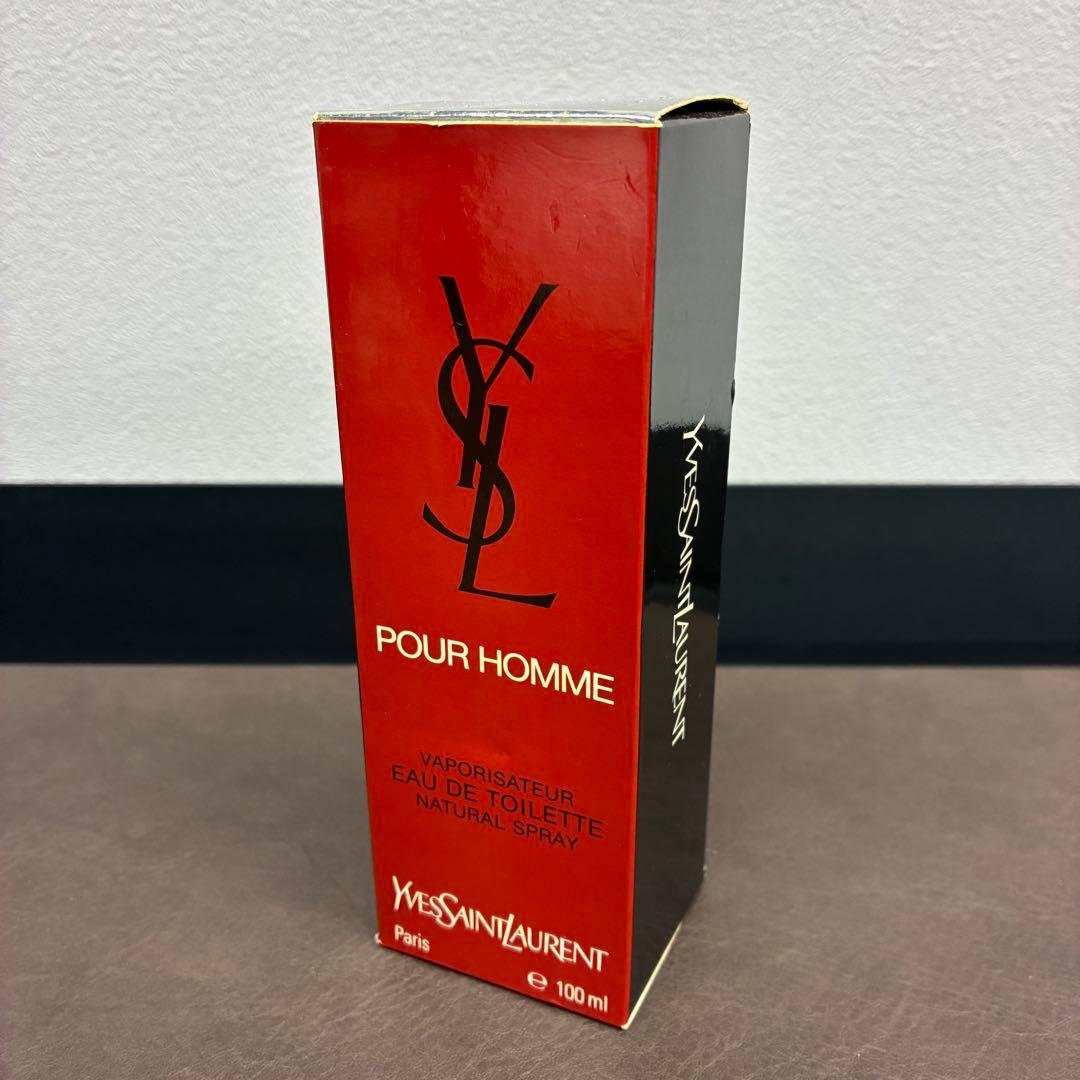 YSL
POUR HOMME
VAPORISATEUR
EAU DE TOILETTE
NATURAL SPRAY
YVESSAINTLAURENT
Paris
℮ 100 ml
YVESSAINTLAURENT